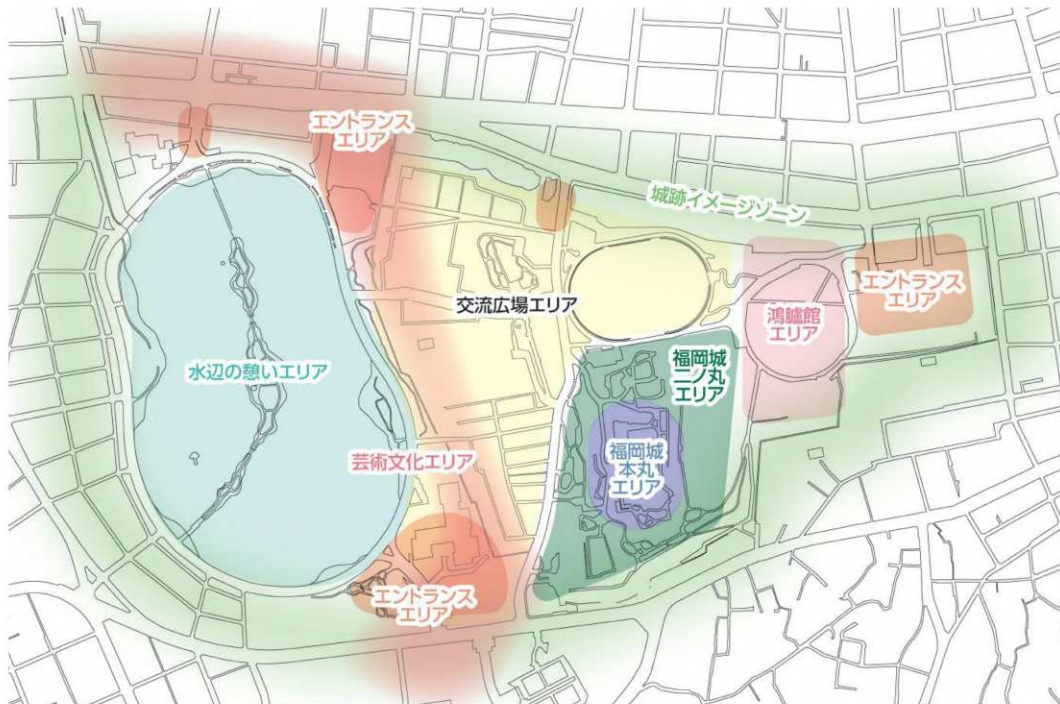 エントランス
エリア
城跡イメージゾーン
エントランス
エリア
交流広場エリア
鴻臚館
エリア
水辺の憩いエリア
福岡城
二ノ丸
エリア
福岡城
本丸
エリア
芸術文化エリア
エントランス
エリア